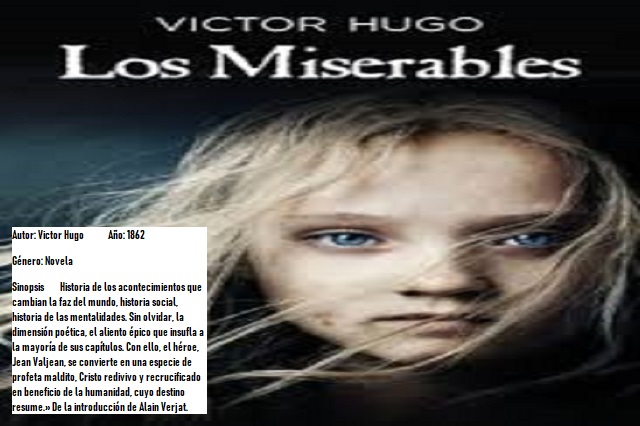 VICTOR HUGO
Los Miserables
Autor: Victor Hugo Año: 1862
Género: Novela
Sinopsis Historia de los acontecimientos que
cambian la faz del mundo, historia social,
historia de las mentalidades. Sin olvidar, la
dimensión poética, el aliento épico que insufla a
la mayoría de sus capítulos. Con ello, el héroe,
Jean Valjean, se convierte en una especie de
profeta maldito, Cristo redivivo y recrucificado
en beneficio de la humanidad, cuyo destino
resume.» De la introducción de Alain Verjat.